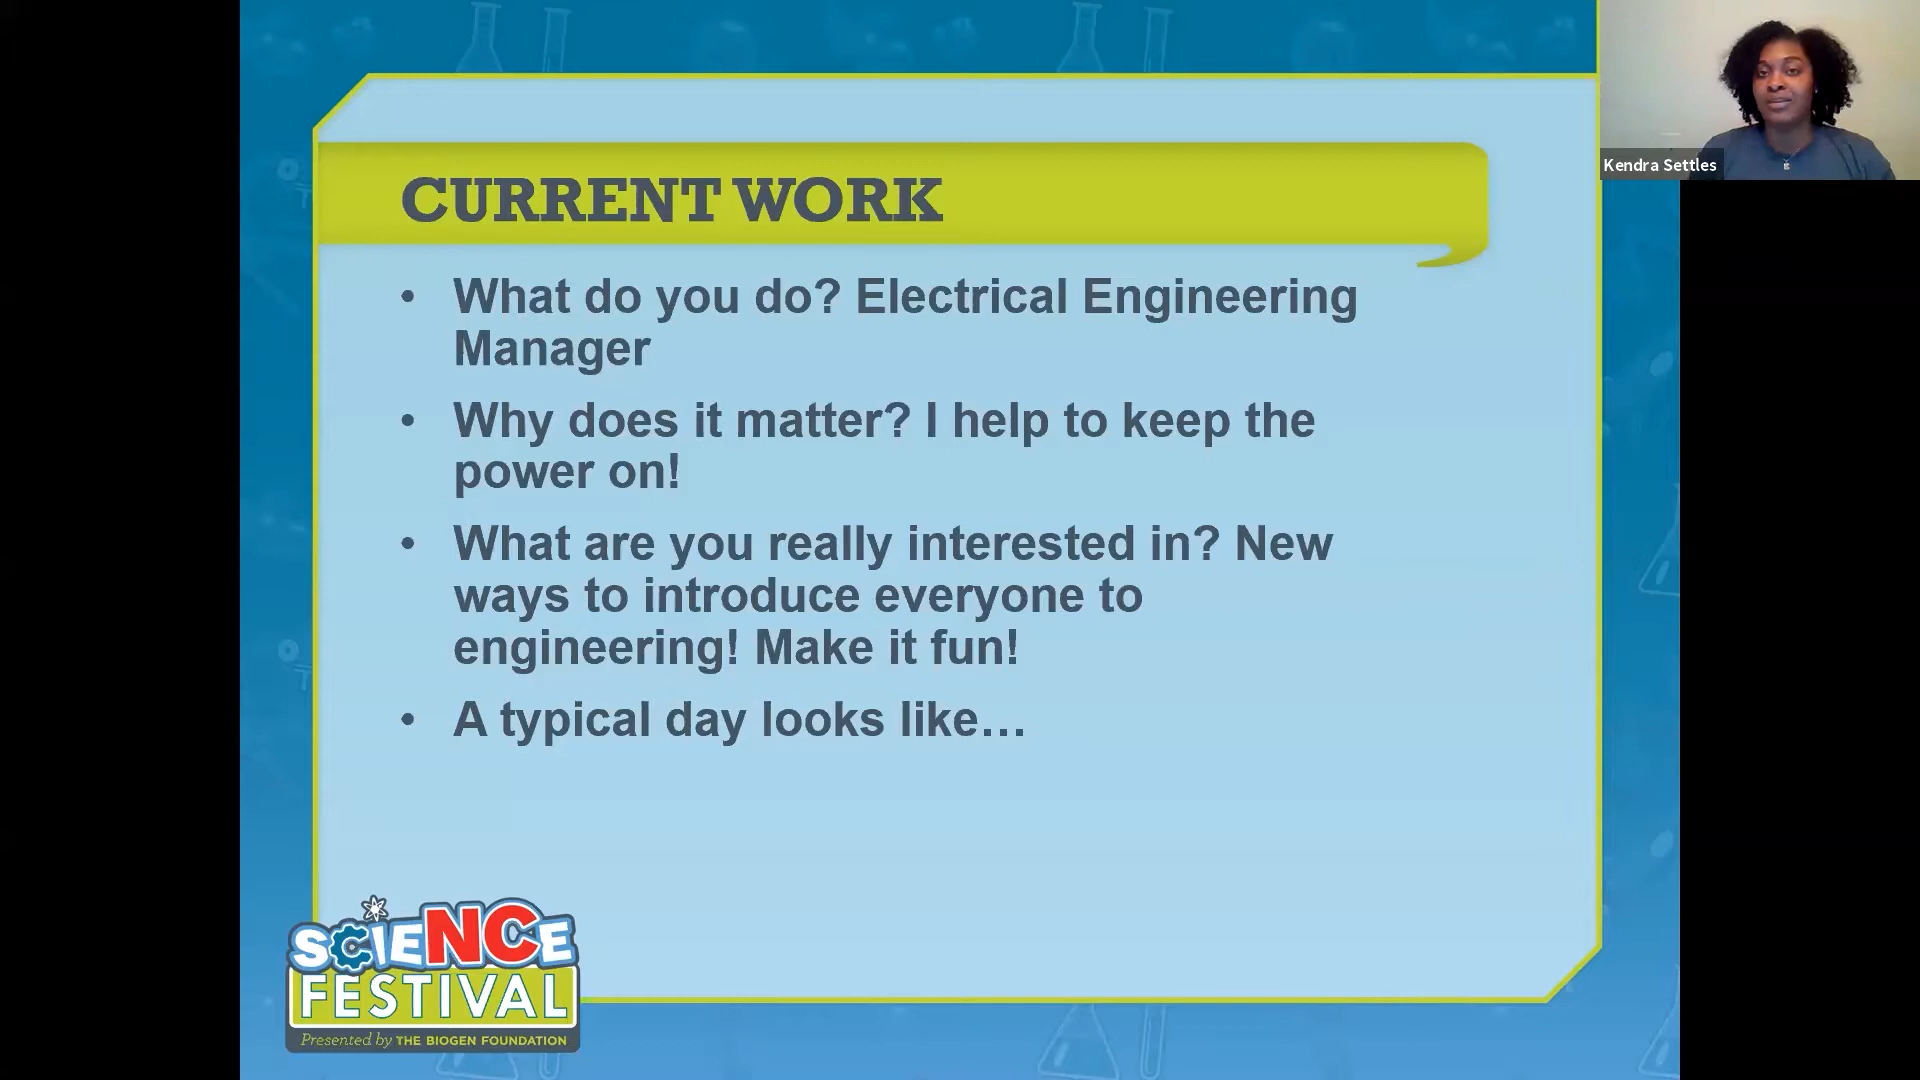 Kendra Settles
CURRENT WORK
• What do you do? Electrical Engineering
Manager
• Why does it matter? I help to keep the
power on!
• What are you really interested in? New
ways to introduce everyone to
engineering! Make it fun!
• A typical day looks like…
SCIENCE
FESTIVAL
Presented by THE BIOGEN FOUNDATION